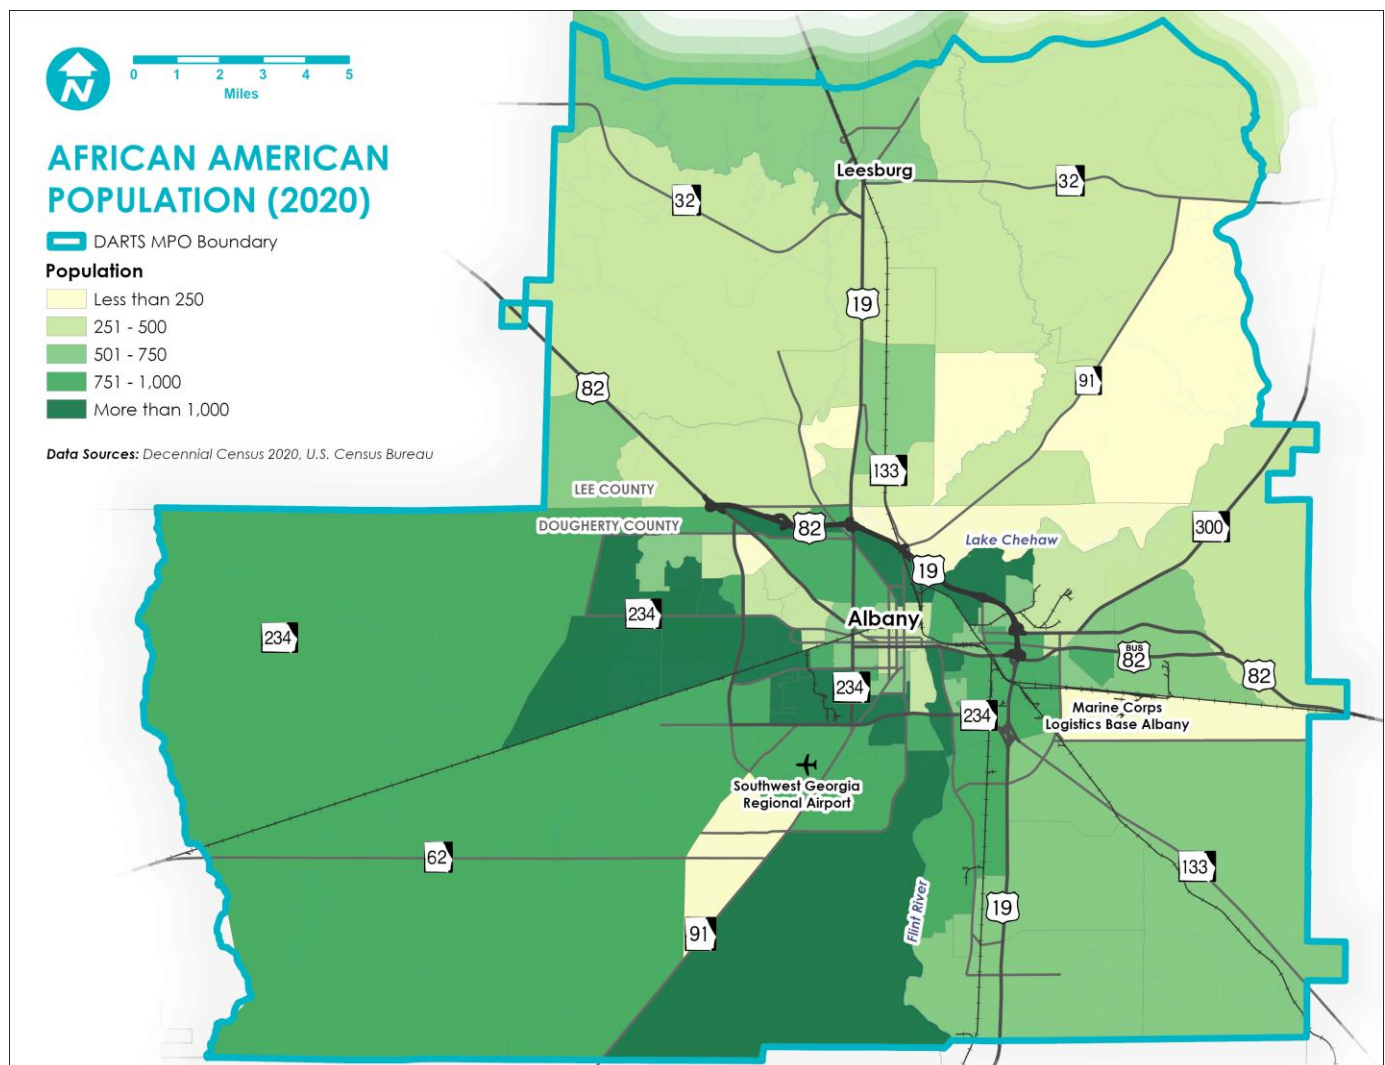 N
0 1 2 3 4 5
Miles
AFRICAN AMERICAN
POPULATION (2020)
DARTS MPO Boundary
Population
Less than 250
251 - 500
501 - 750
751 - 1,000
More than 1,000
Data Sources: Decennial Census 2020, U.S. Census Bureau
Leesburg
32
32
19
82
91
133
LEE COUNTY
DOUGHERTY COUNTY
82
300
Lake Chehaw
19
234
234
Albany
BUS
82
82
234
234
Marine Corps
Logistics Base Albany
Southwest Georgia
Regional Airport
62
133
19
Flint River
91